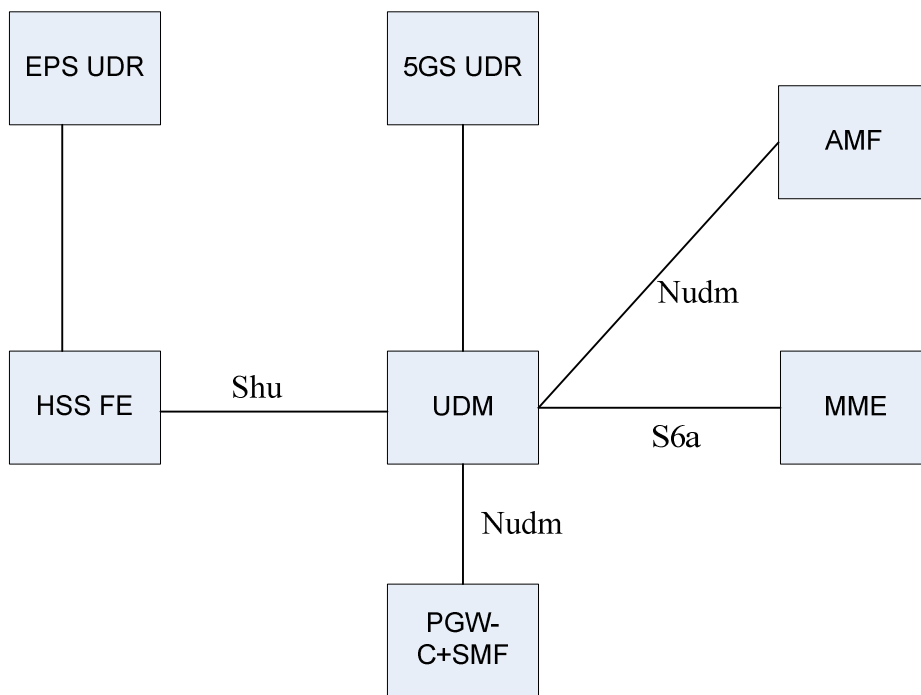 EPS UDR
5GS UDR
AMF
Nudm
HSS FE
Shu
UDM
S6a
MME
Nudm
PGW-
C+SMF